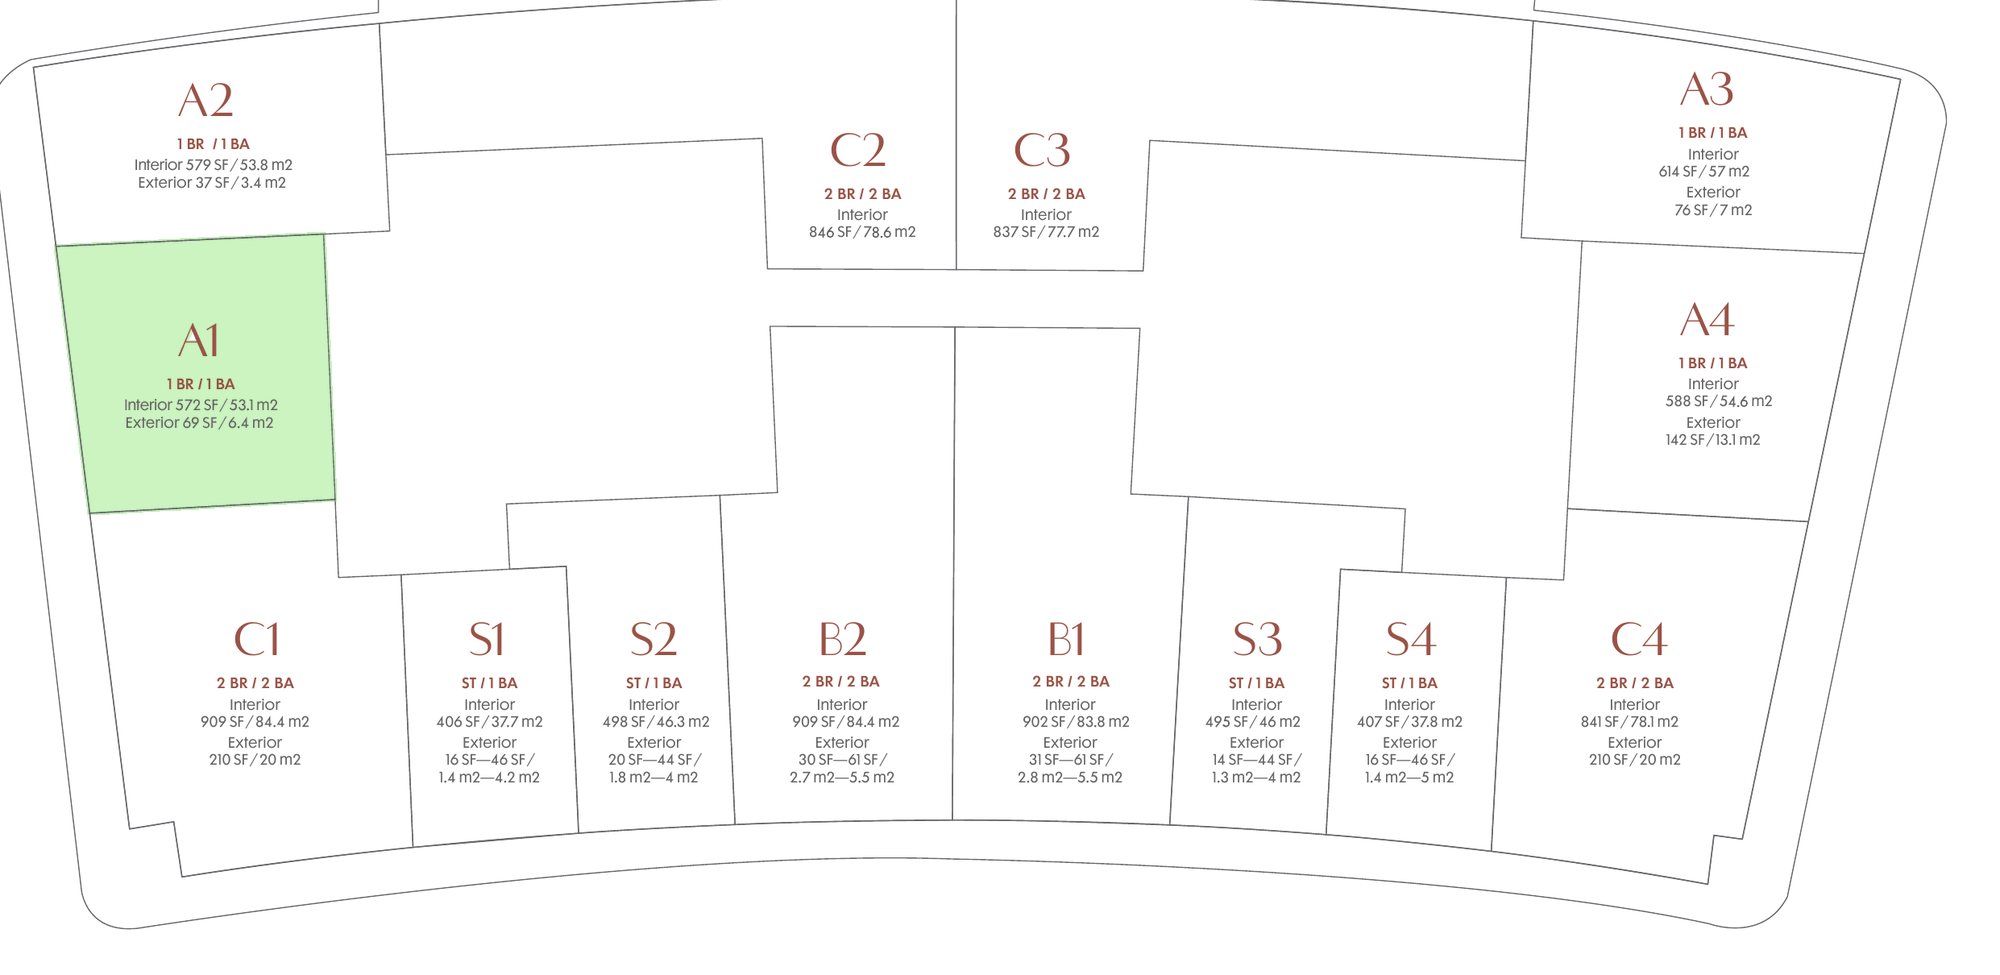 A2
1 BR / 1 BA
Interior 579 SF/53.8 m2
Exterior 37 SF/3.4 m2
C2
2 BR / 2 BA
Interior
846 SF/78.6 m2
C3
2 BR / 2 BA
Interior
837 SF/77.7 m2
A3
1 BR / 1 BA
Interior
614 SF/57 m2
Exterior
76 SF/7 m2
A1
1 BR / 1 BA
Interior 572 SF/53.1 m2
Exterior 69 SF/6.4 m2
A4
1 BR / 1 BA
Interior
588 SF/54.6 m2
Exterior
142 SF/13.1 m2
C1
2 BR / 2 BA
Interior
909 SF/84.4 m2
Exterior
210 SF/20 m2
S1
ST / 1 BA
Interior
406 SF/37.7 m2
Exterior
16 SF—46 SF/
1.4 m2—4.2 m2
S2
ST / 1 BA
Interior
498 SF/46.3 m2
Exterior
20 SF—44 SF/
1.8 m2—4 m2
B2
2 BR / 2 BA
Interior
909 SF/84.4 m2
Exterior
30 SF—61 SF/
2.7 m2—5.5 m2
B1
2 BR / 2 BA
Interior
902 SF/83.8 m2
Exterior
31 SF—61 SF/
2.8 m2—5.5 m2
S3
ST / 1 BA
Interior
495 SF/46 m2
Exterior
14 SF—44 SF/
1.3 m2—4 m2
S4
ST / 1 BA
Interior
407 SF/37.8 m2
Exterior
16 SF—46 SF/
1.4 m2—5 m2
C4
2 BR / 2 BA
Interior
841 SF/78.1 m2
Exterior
210 SF/20 m2